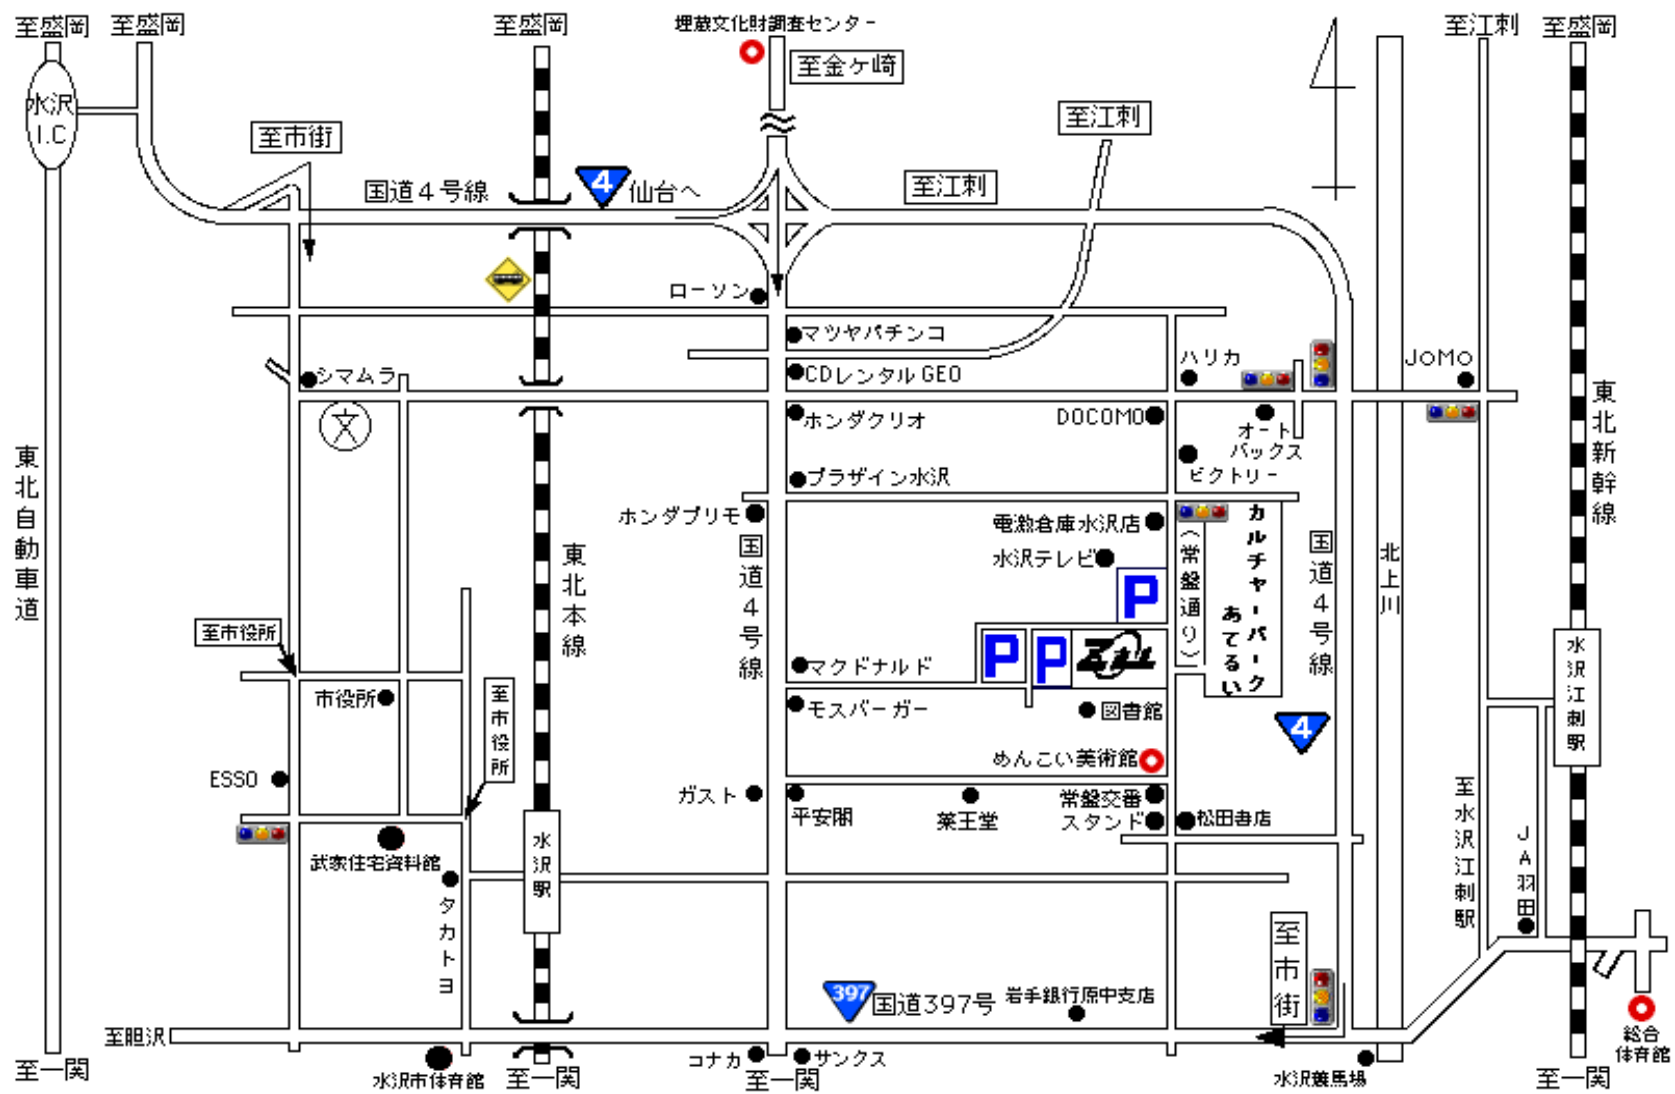 至盛岡
至盛岡
至盛岡
埋蔵文化財調査センター
至江刺
至盛岡
至金ヶ崎
水沢
I.C
至市街
至江刺
国道４号線
4
仙台へ
至江刺
ローソン
マツヤパチンコ
ハリカ
JOMO
シマムラ
CDレンタルGEO
文
ホンダクリオ
DOCOMO
オート
バックス
東北新幹線
東北自動車道
プラザイン水沢
ビクトリー
ホンダプリモ
電激倉庫水沢店
カルチャーパーク
あてるい
水沢テレビ
(常盤通り)
東北本線
国道4号線
国道4号線
北上川
P
至市役所
P
P
マクドナルド
水沢江刺駅
市役所
至市役所
モスバーガー
図書館
4
めんこい美術館
ESSO
ガスト
平安閣
薬王堂
常盤交番
スタンド
松田書店
至水沢江刺駅
武家住宅資料館
水沢駅
タカトヨ
JA羽田
至市街
397
国道397号
岩手銀行原中支店
至胆沢
総合
体育館
コナカ
サンクス
至一関
水沢市体育館
至一関
至一関
水沢競馬場
至一関